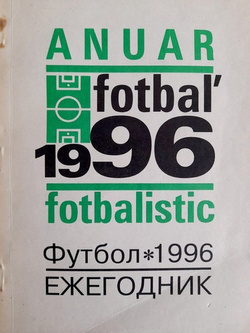 ANUAR
fotbal'
1996
fotbalistic
Футбол*1996
ЕЖЕГОДНИК